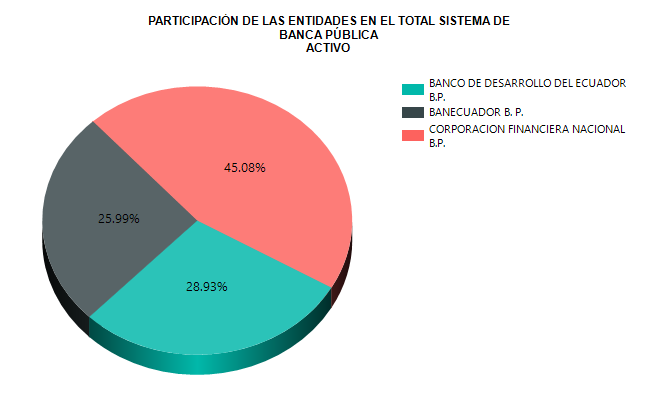 PARTICIPACIÓN DE LAS ENTIDADES EN EL TOTAL SISTEMA DE
BANCA PÚBLICA
ACTIVO
BANCO DE DESARROLLO DEL ECUADOR
B.P.
BANECUADOR B. P.
CORPORACION FINANCIERA NACIONAL
B.P.
45.08%
25.99%
28.93%